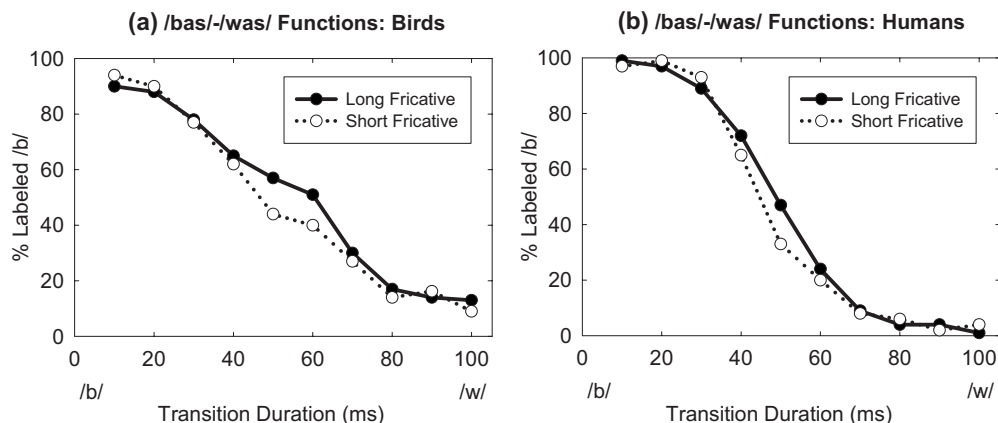 (a) /bas/-/was/ Functions: Birds
100
80
60
40
20
0
% Labeled /b/
Long Fricative
Short Fricative
0 20 40 60 80 100
/b/ /w/
Transition Duration (ms)
(b) /bas/-/was/ Functions: Humans
100
80
60
40
20
0
% Labeled /b/
Long Fricative
Short Fricative
0 20 40 60 80 100
/b/ /w/
Transition Duration (ms)